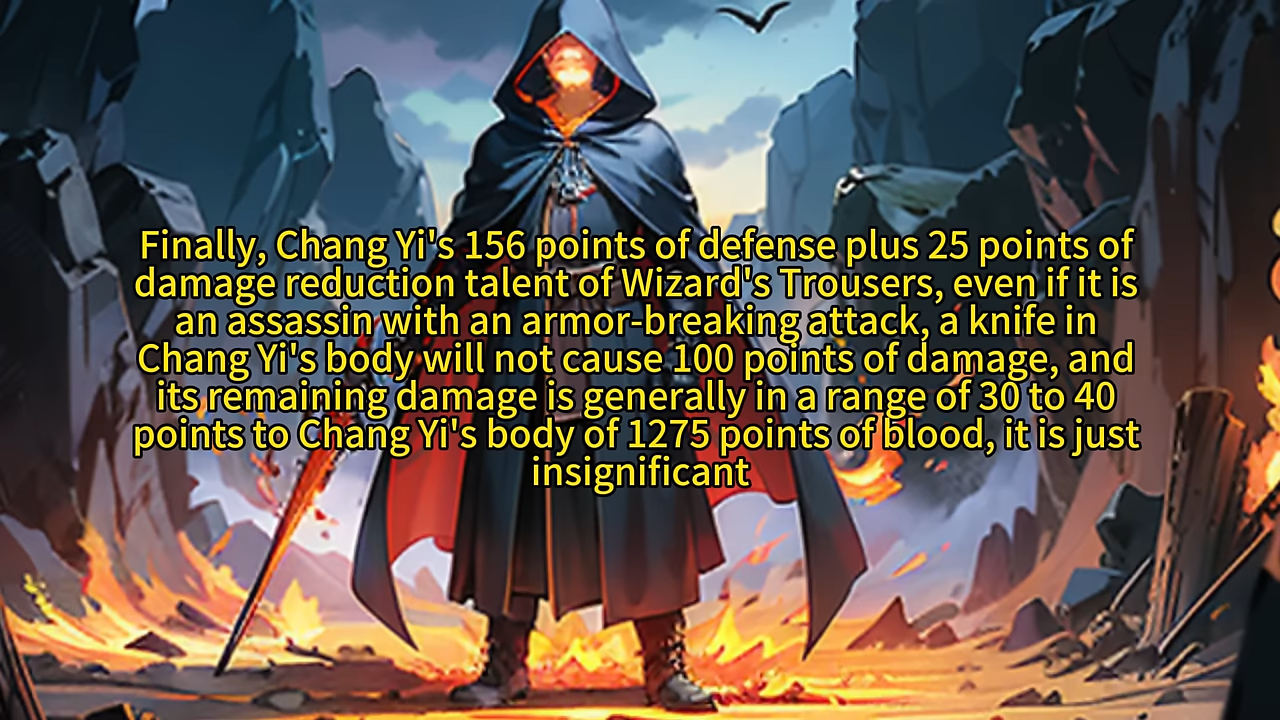 Finally, Chang Yi's 156 points of defense plus 25 points of
damage reduction talent of Wizard's Trousers, even if it is
an assassin with an armor-breaking attack, a knife in
Chang Yi's body will not cause 100 points of damage, and
its remaining damage is generally in a range of 30 to 40
points to Chang Yi's body of 1275 points of blood, it is just
insignificant